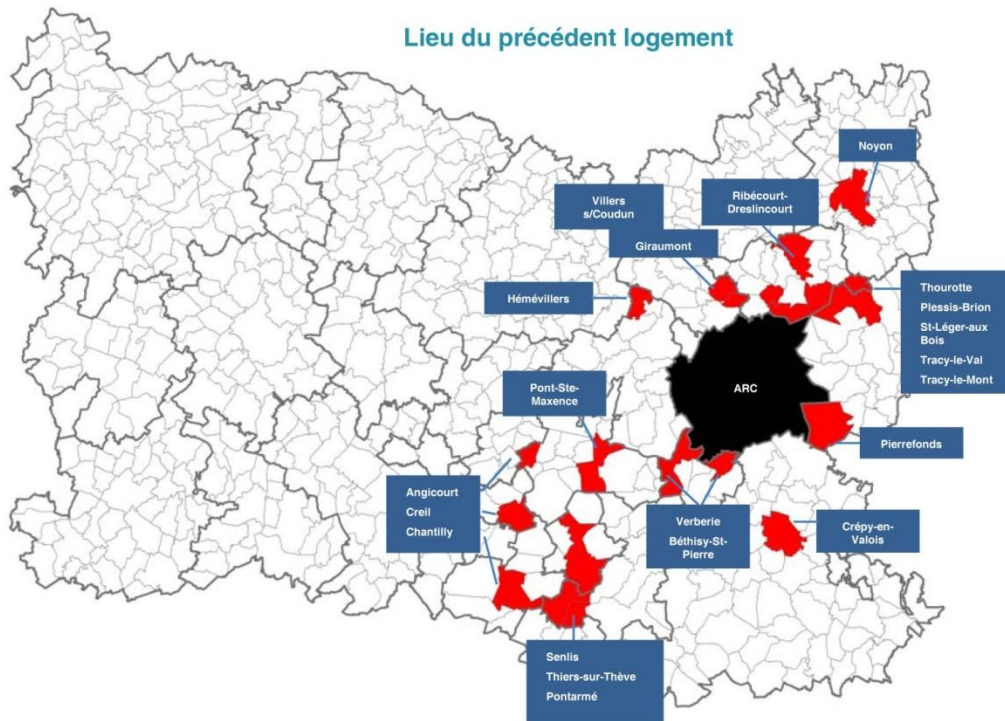 Lieu du précédent logement
Noyon
Villers
s/Coudun
Ribécourt-
Dreslincourt
Giraumont
Hémévillers
Thourotte
Plessis-Brion
St-Léger-aux
Bois
Tracy-le-Val
Tracy-le-Mont
Pont-Ste-
Maxence
ARC
Pierrefonds
Angicourt
Creil
Chantilly
Verberie
Béthisy-St-
Pierre
Crépy-en-
Valois
Senlis
Thiers-sur-Thève
Pontarmé